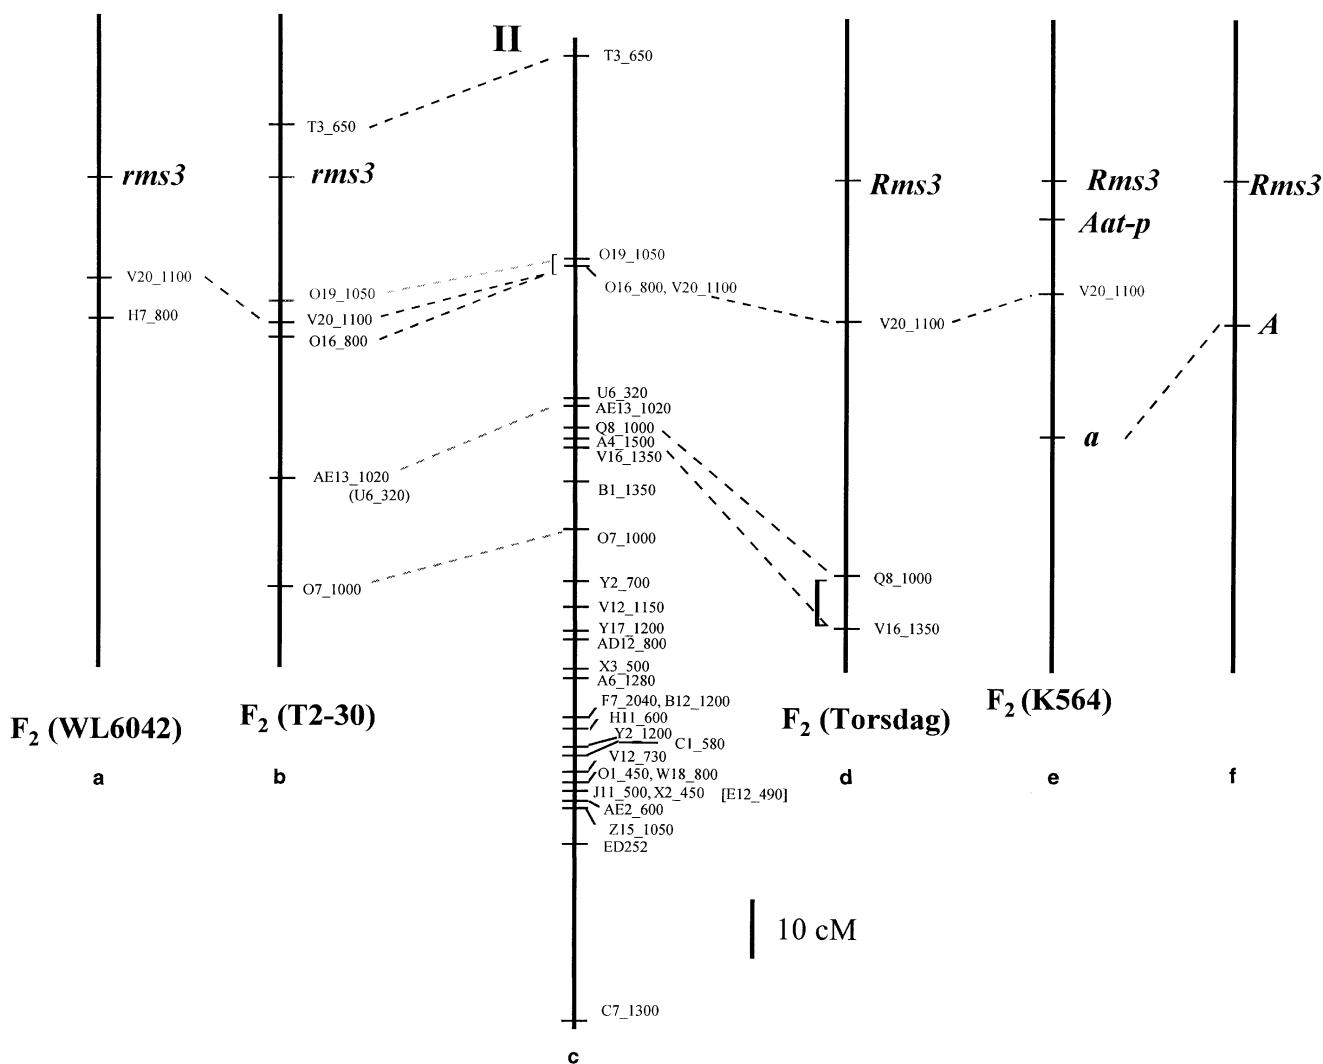 II
T3_650
T3_650
rms3
rms3
V20_1100
H7_800
O19_1050
V20_1100
O16_800
AE13_1020
(U6_320)
O7_1000
O19_1050
O16_800, V20_1100
U6_320
AE13_1020
Q8_1000
A4_1500
V16_1350
B1_1350
O7_1000
Y2_700
V12_1150
Y17_1200
AD12_800
X3_500
A6_1280
F7_2040, B12_1200
H11_600
Y2_1200
C1_580
V12_730
O1_450, W18_800
J11_500, X2_450 [E12_490]
AE2_600
Z15_1050
ED252
C7_1300
Rms3
V20_1100
Q8_1000
V16_1350
Rms3
Aat-p
V20_1100
a
Rms3
A
F2 (WL6042)
F2 (T2-30)
F2 (Torsdag)
F2 (K564)
a
b
d
e
f
10 cM
c